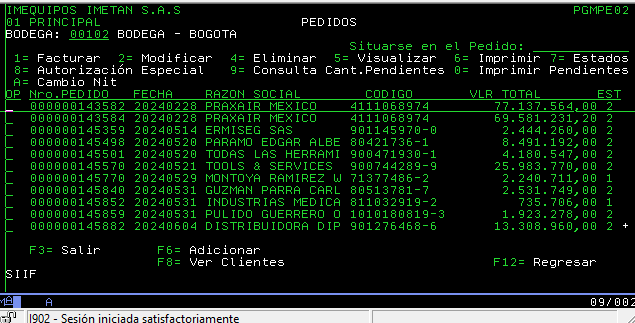 IMEQUIPOS IMETAN S.A.S PGMPE02
01 PRINCIPAL PEDIDOS
BODEGA: 00102 BODEGA - BOGOTA
Situarse en el Pedido:
1= Facturar 2= Modificar 4= Eliminar 5= Visualizar 6= Imprimir 7= Estados
8= Autorización Especial 9= Consulta Cant.Pendientes 0= Imprimir Pendientes
A= Cambio Nit
OP Nro.PEDIDO FECHA RAZON SOCIAL CODIGO VLR TOTAL EST
_ 000000143582 20240228 PRAXAIR MEXICO 4111068974 77.137.564,00 2
_ 000000143584 20240228 PRAXAIR MEXICO 4111068974 69.581.231,20 2
_ 000000145359 20240514 ERMISEG SAS 901145970-0 2.444.260,00 2
_ 000000145498 20240520 PARAMO EDGAR ALBE 80421736-1 8.491.192,00 2
_ 000000145501 20240520 TODAS LAS HERRAMI 900471930-1 4.180.547,00 2
_ 000000145571 20240520 TOOLS & SERVICES 900744289-9 25.983.770,00 2
_ 000000145770 20240529 MONTOYA RAMIREZ W 71377486-2 2.240.711,00 1
_ 000000145840 20240531 GUZMAN PARRA CARL 80513781-7 2.531.749,00 2
_ 000000145852 20240531 INDUSTRIAS MEDICA 811032919-2 735.706,00 1
_ 000000145859 20240531 PULIDO GUERRERO O 1010180819-3 1.923.278,00 2
_ 000000145882 20240604 DISTRIBUIDORA DIP 901276468-6 13.308.960,00 2 +
F3= Salir F6= Adicionar
F8= Ver Clientes F12= Regresar
SIIF
MA A 09/002
I902 - Sesión iniciada satisfactoriamente